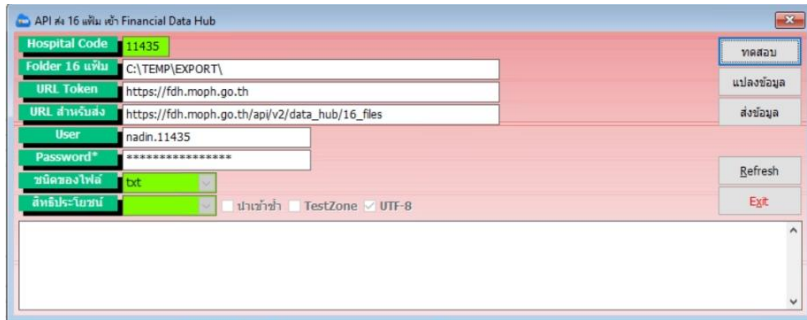 API ส่ง 16 แฟ้ม เข้า Financial Data Hub
Hospital Code 11435 ทดสอบ
Folder 16 แฟ้ม C:\TEMP\EXPORT\
URL Token https://fdh.moph.go.th แปลงข้อมูล
URL สำหรับส่ง https://fdh.moph.go.th/api/v2/data_hub/16_files ส่งข้อมูล
User nadin.11435
Password* ****************
ชนิดของไฟล์ txt Refresh
สิทธิประโยชน์ นำเข้าซ้ำ TestZone UTF-8 Exit